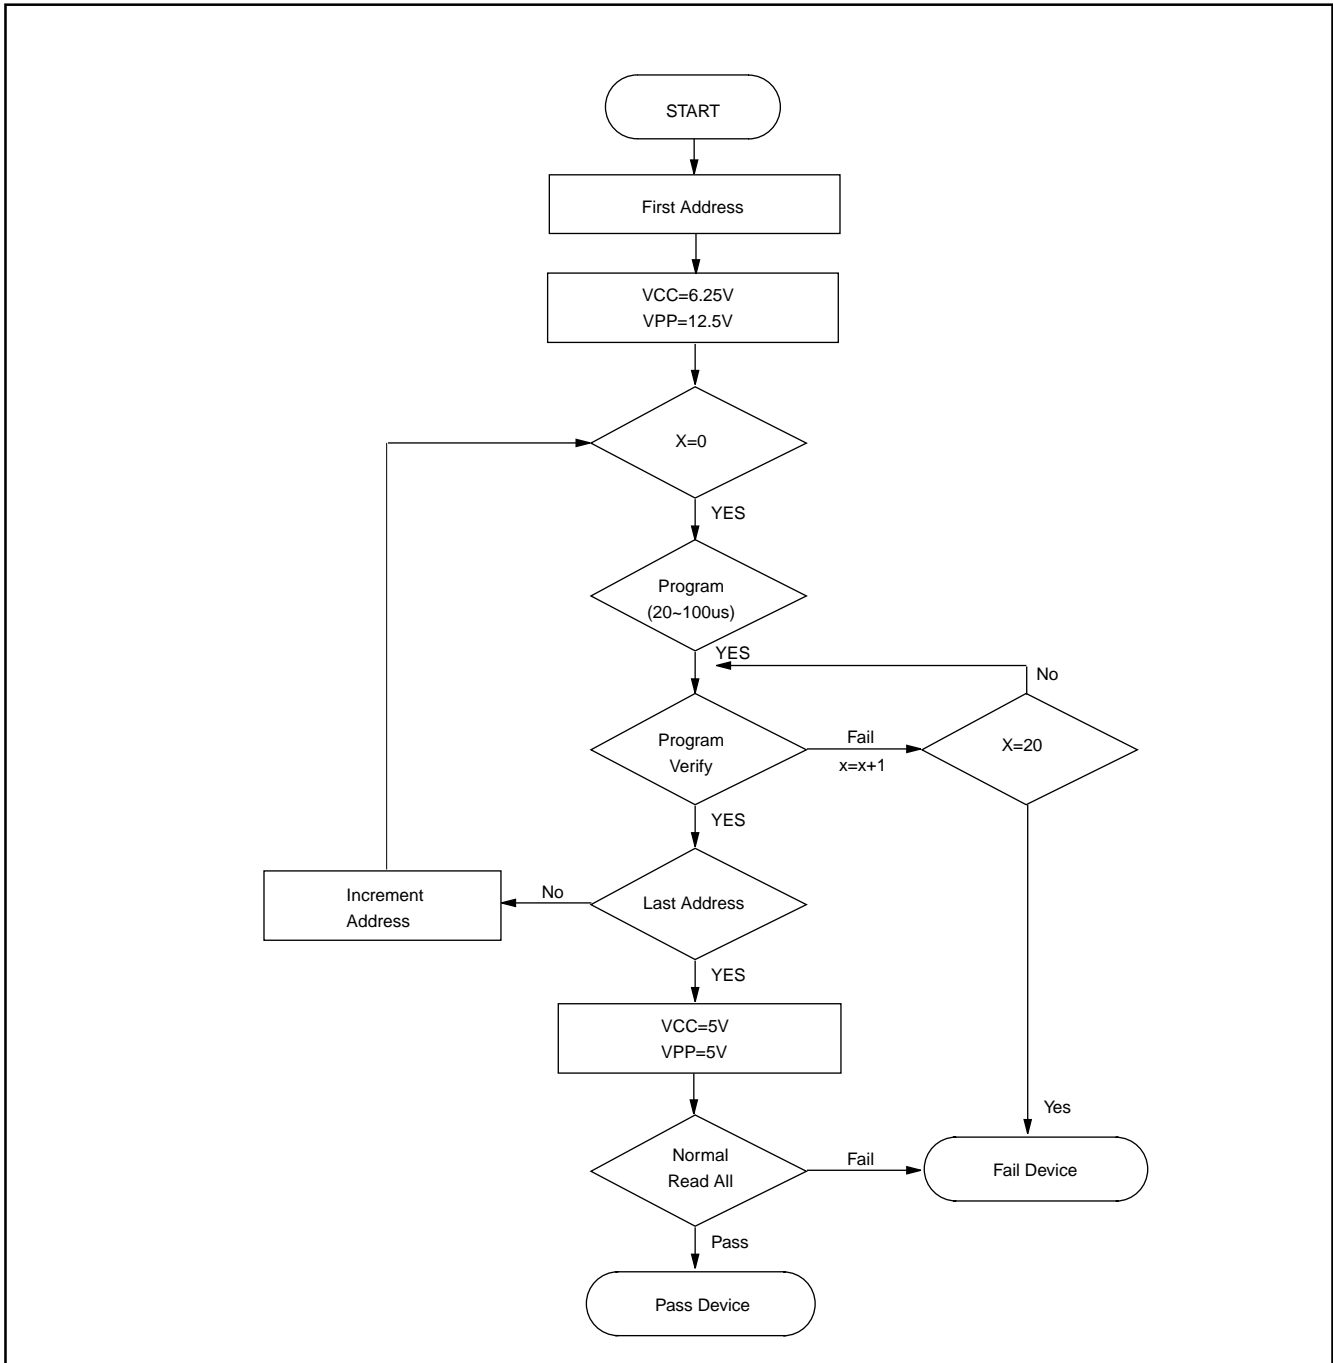 START
First Address
VCC=6.25V
VPP=12.5V
X=0
YES
Program
(20~100us)
YES
No
Program
Verify
Fail
x=x+1
X=20
YES
Increment
Address
No
Last Address
YES
VCC=5V
VPP=5V
Yes
Normal
Read All
Fail
Fail Device
Pass
Pass Device